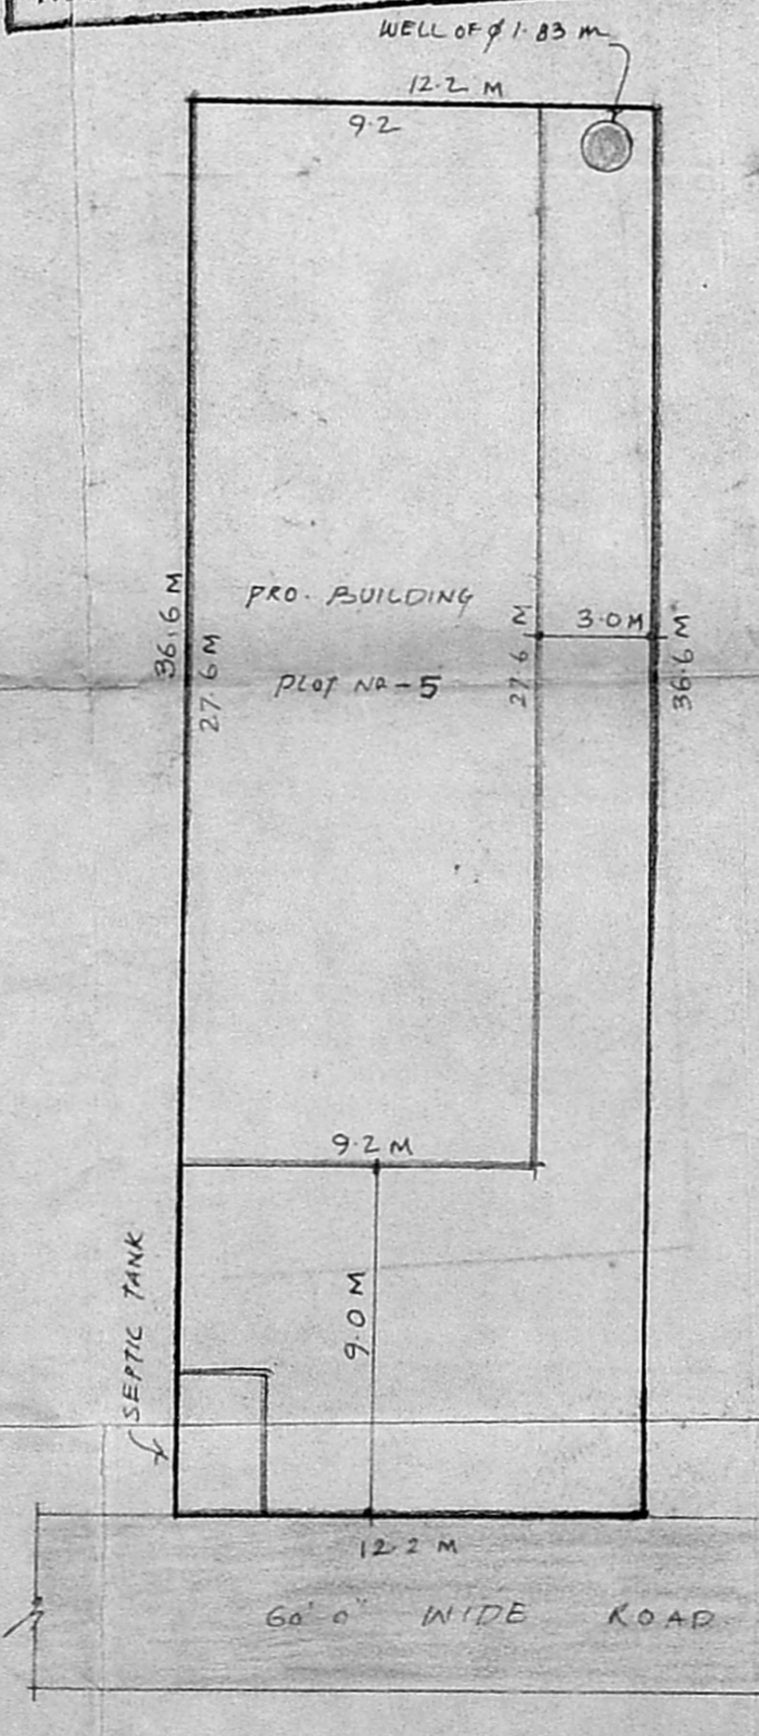 WELL OF ϕ 1.83 m
12.2 M
9.2
36.6 M
27.6 M
PRO. BUILDING
PLOT NO - 5
27.6 M
3.0 M
36.6 M
9.2 M
9.0 M
SEPTIC TANK
12.2 M
60'0" WIDE ROAD